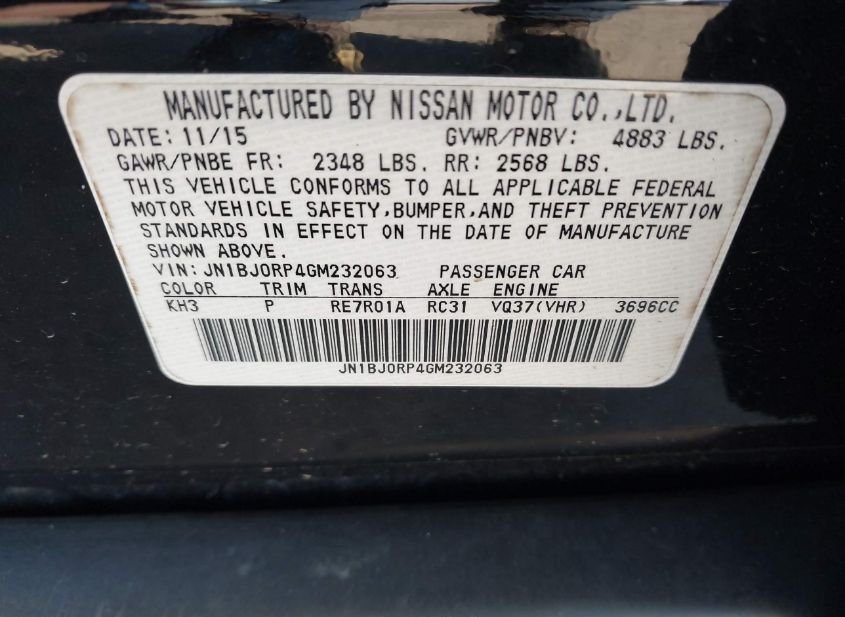 MANUFACTURED BY NISSAN MOTOR CO.,LTD.
DATE: 11/15 GVWR/PNBV: 4883 LBS.
GAWR/PNBE FR: 2348 LBS. RR: 2568 LBS.
THIS VEHICLE CONFORMS TO ALL APPLICABLE FEDERAL
MOTOR VEHICLE SAFETY,BUMPER,AND THEFT PREVENTION
STANDARDS IN EFFECT ON THE DATE OF MANUFACTURE
SHOWN ABOVE.
VIN: JN1BJ0RP4GM232063 PASSENGER CAR
COLOR TRIM TRANS AXLE ENGINE
KH3 P RE7R01A RC31 VQ37(VHR) 3696CC
JN1BJ0RP4GM232063